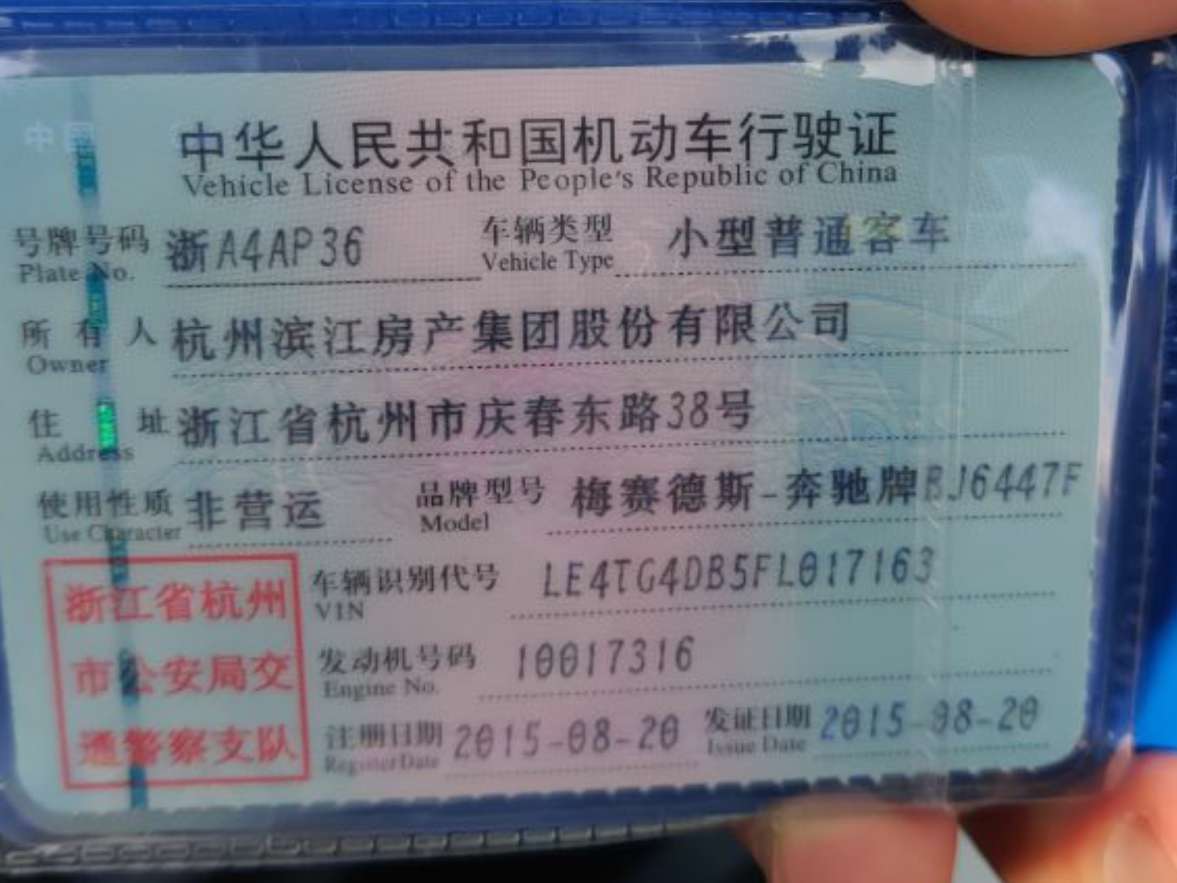 中国
中华人民共和国机动车行驶证
Vehicle License of the People's Republic of China
号牌号码 浙A4AP36 车辆类型 小型普通客车
Plate No. Vehicle Type
所有人 杭州滨江房产集团股份有限公司
Owner
住址 浙江省杭州市庆春东路38号
Address
使用性质 非营运 品牌型号 梅赛德斯-奔驰牌BJ6447F
Use Character Model
浙江省杭州 车辆识别代号 LE4TG4DB5FL017163
VIN
市公安局交 发动机号码 10017316
Engine No.
通警察支队 注册日期 2015-08-20 发证日期 2015-08-20
Register Date Issue Date